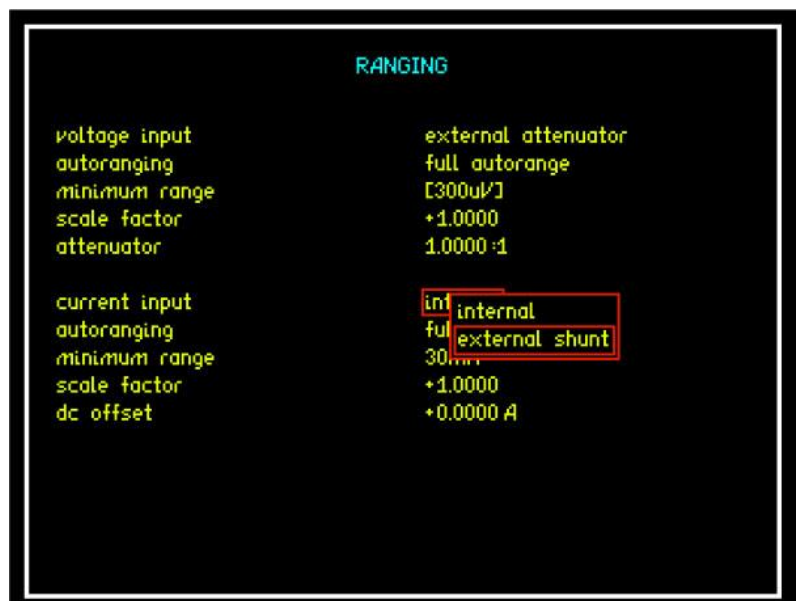 RANGING
voltage input external attenuator
autoranging full autorange
minimum range [300uV]
scale factor +1.0000
attenuator 1.0000:1
current input
internal
autoranging
external shunt
minimum range
scale factor +1.0000
dc offset +0.0000 A